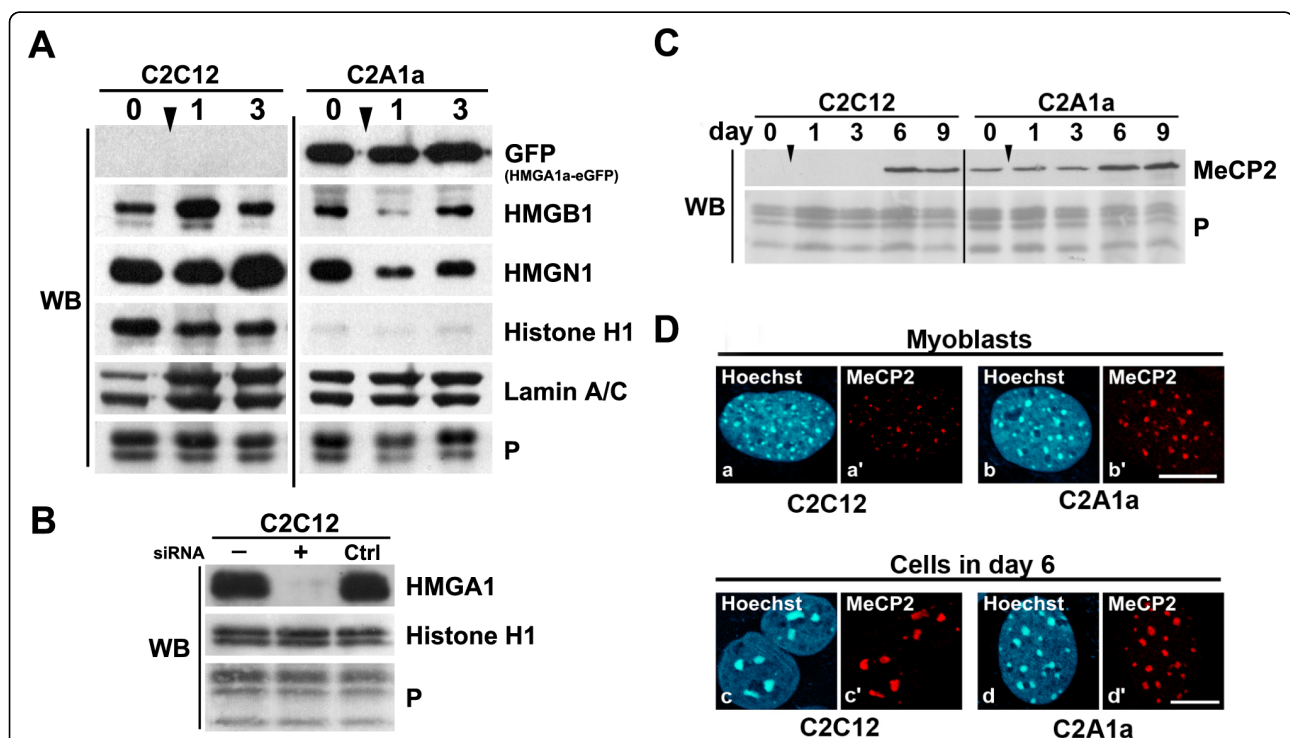 A
C2C12 C2A1a
0 1 3 0 1 3
WB
GFP
(HMGA1a-eGFP)
HMGB1
HMGN1
Histone H1
Lamin A/C
P
B
C2C12
siRNA − + Ctrl
WB
HMGA1
Histone H1
P
C
C2C12 C2A1a
day 0 1 3 6 9 0 1 3 6 9
WB
MeCP2
P
D
Myoblasts
Hoechst MeCP2 Hoechst MeCP2
a a' b b'
C2C12 C2A1a
Cells in day 6
Hoechst MeCP2 Hoechst MeCP2
c c' d d'
C2C12 C2A1a